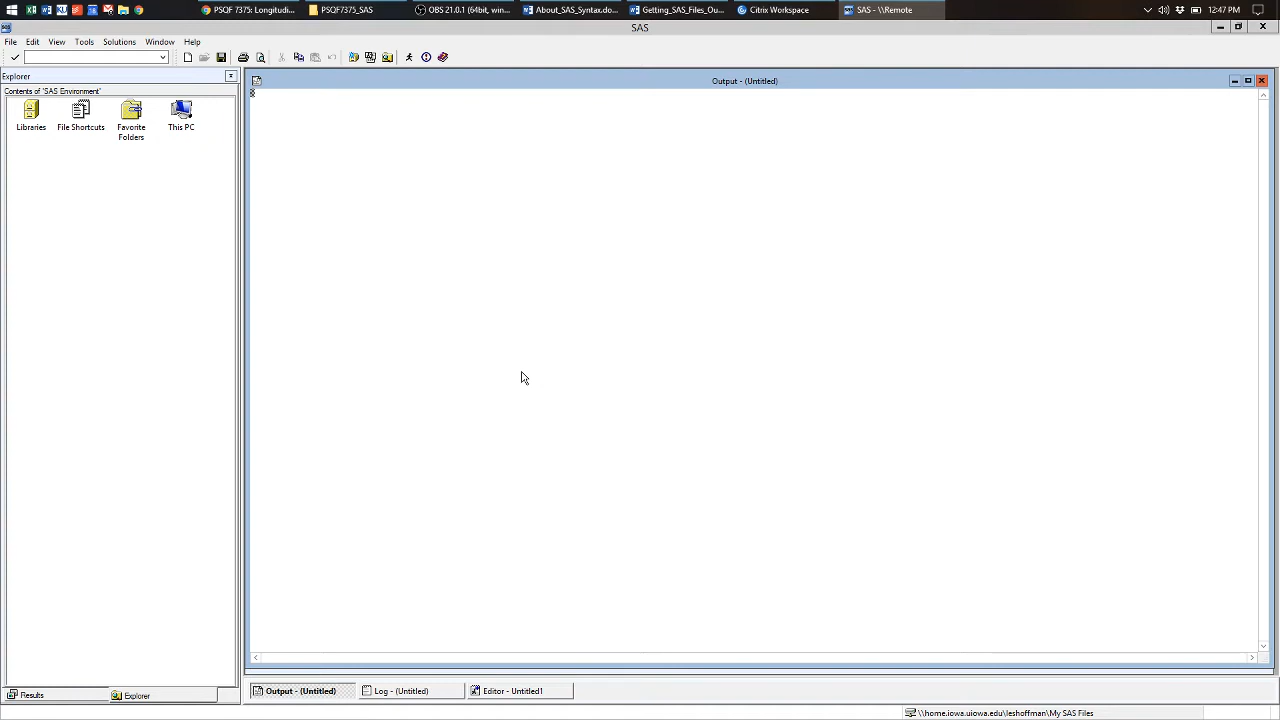 PSQF 7375: Longitudi...
PSQF7375_SAS
OBS 21.0.1 (64bit, win...
About_SAS_Syntax.do...
Getting_SAS_Files_Ou...
Citrix Workspace
SAS - \\Remote
12:47 PM
SAS
File Edit View Tools Solutions Window Help
Explorer
Contents of 'SAS Environment'
Libraries
File Shortcuts
Favorite
Folders
This PC
Output - (Untitled)
Results
Explorer
Output - (Untitled)
Log - (Untitled)
Editor - Untitled1
\\home.iowa.uiowa.edu\leshoffman\My SAS Files